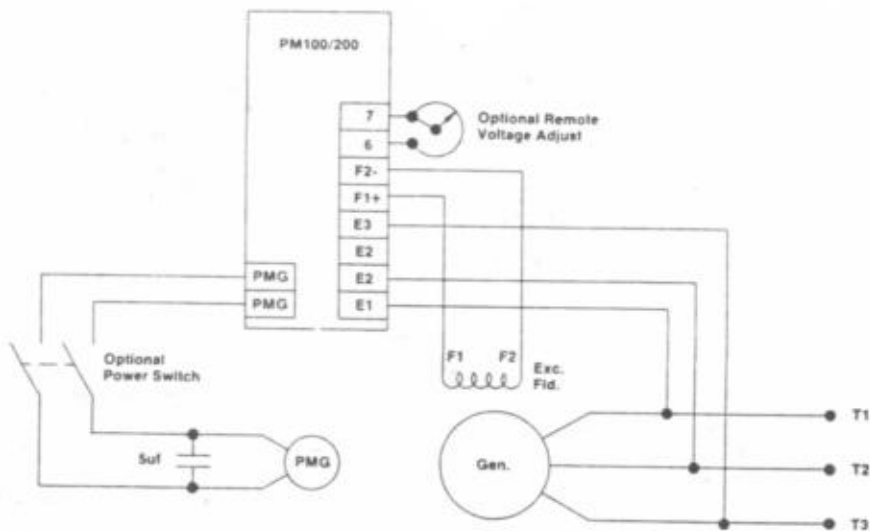 PM100/200
7
6
F2-
F1+
E3
E2
E2
E1
PMG
PMG
Optional Remote
Voltage Adjust
Optional
Power Switch
5uf
PMG
F1 F2
Exc.
Fld.
Gen.
T1
T2
T3